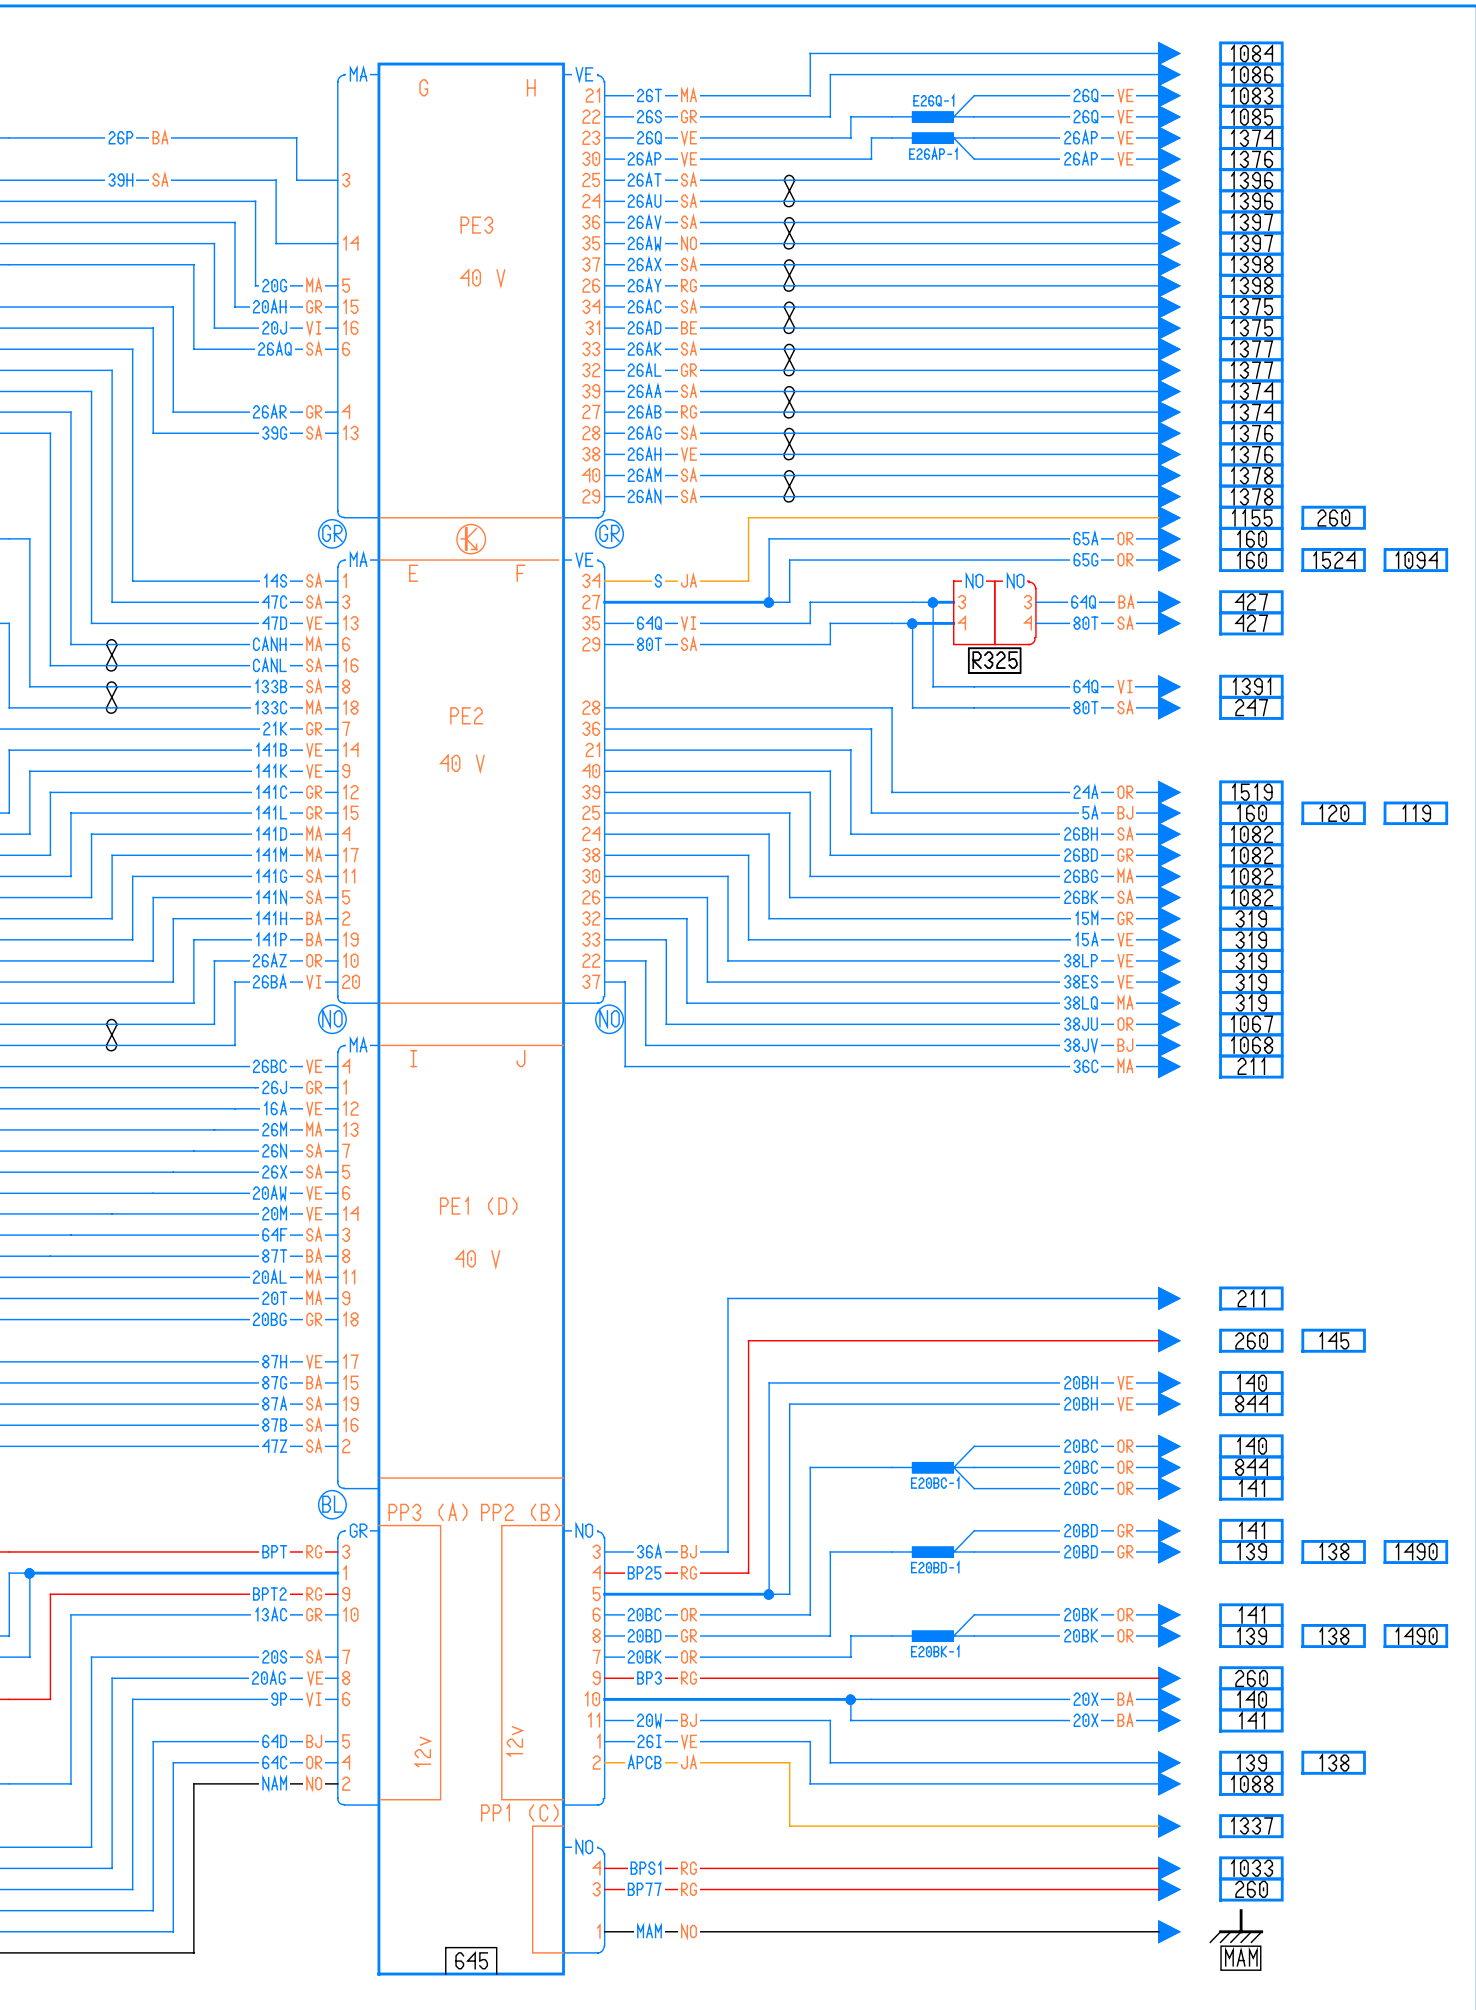 1084
MA G H VE 1086
21 26T MA E26Q-1 26Q VE 1083
22 26S GR 26Q VE 1085
26P BA 23 26Q VE 26AP VE 1374
30 26AP VE E26AP-1 26AP VE 1376
39H SA 3 25 26AT SA 1396
24 26AU SA 1396
PE3 36 26AV SA 1397
14 35 26AW NO 1397
40 V 37 26AX SA 1398
20G MA 5 26 26AY RG 1398
20AH GR 15 34 26AC SA 1375
20J VI 16 31 26AD BE 1375
26AQ SA 6 33 26AK SA 1377
32 26AL GR 1377
39 26AA SA 1374
26AR GR 4 27 26AB RG 1374
39G SA 13 28 26AG SA 1376
38 26AH VE 1376
40 26AM SA 1378
29 26AN SA 1378
1155 260
GR K GR 65A OR 160
MA E F VE 65G OR 160 1524 1094
14S SA 1 34 S JA NO NO
47C SA 3 27 3 3 64Q BA 427
47D VE 13 35 64Q VI 4 4 80T SA 427
CANH MA 6 29 80T SA
R325
CANL SA 16
133B SA 8 64Q VI 1391
133C MA 18 PE2 28 80T SA 247
21K GR 7 36
141B VE 14 40 V 21
141K VE 9 40
141C GR 12 39 24A OR 1519
141L GR 15 25 5A BJ 160 120 119
141D MA 4 24 26BH SA 1082
141M MA 17 38 26BD GR 1082
141G SA 11 30 26BG MA 1082
141N SA 5 26 26BK SA 1082
141H BA 2 32 15M GR 319
141P BA 19 33 15A VE 319
26AZ OR 10 22 38LP VE 319
26BA VI 20 37 38ES VE 319
38LQ MA 319
NO NO 38JU OR 1067
MA I J 38JV BJ 1068
26BC VE 4 36C MA 211
26J GR 1
16A VE 12
26M MA 13
26N SA 7
26X SA 5
20AW VE 6 PE1 (D)
20M VE 14
64F SA 3
87T BA 8 40 V
20AL MA 11
20T MA 9 211
20BG GR 18
260 145
87H VE 17
87G BA 15 20BH VE 140
87A SA 19 20BH VE 844
87B SA 16
47Z SA 2 20BC OR 140
20BC OR 844
E20BC-1 20BC OR 141
BL PP3 (A) PP2 (B)
GR NO 20BD GR 141
BPT RG 3 3 36A BJ 20BD GR 139 138 1490
1 4 BP25 RG E20BD-1
BPT2 RG 9 5
13AC GR 10 6 20BC OR 20BK OR 141
8 20BD GR 20BK OR 139 138 1490
20S SA 7 7 20BK OR E20BK-1
20AG VE 8 9 BP3 RG 260
9P VI 6 10 20X BA 140
11 20W BJ 20X BA 141
64D BJ 5 12v 12v 1 26I VE
64C OR 4 2 APCB JA 139 138
NAM NO 2 1088
PP1 (C) 1337
NO
4 BPS1 RG 1033
3 BP77 RG 260
1 MAM NO
645 MAM